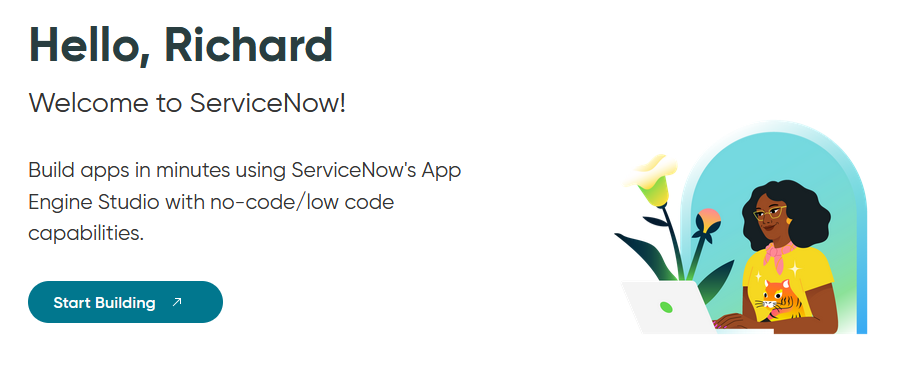 Hello, Richard
Welcome to ServiceNow!
Build apps in minutes using ServiceNow's App
Engine Studio with no-code/low code
capabilities.
Start Building